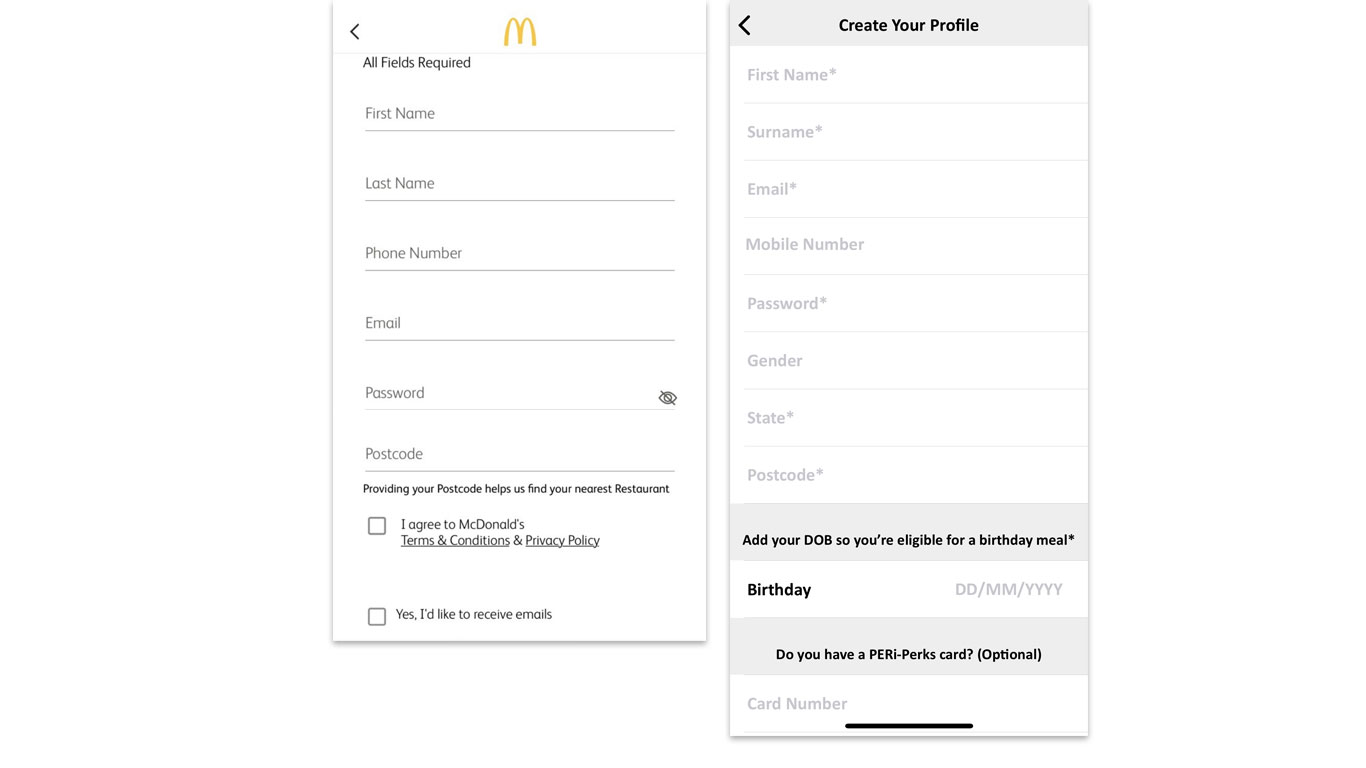 All Fields Required
First Name
Last Name
Phone Number
Email
Password
Postcode
Providing your Postcode helps us find your nearest Restaurant
I agree to McDonald's
Terms & Conditions & Privacy Policy
Yes, I'd like to receive emails
Create Your Profile
First Name*
Surname*
Email*
Mobile Number
Password*
Gender
State*
Postcode*
Add your DOB so you’re eligible for a birthday meal*
Birthday DD/MM/YYYY
Do you have a PERi-Perks card? (Optional)
Card Number